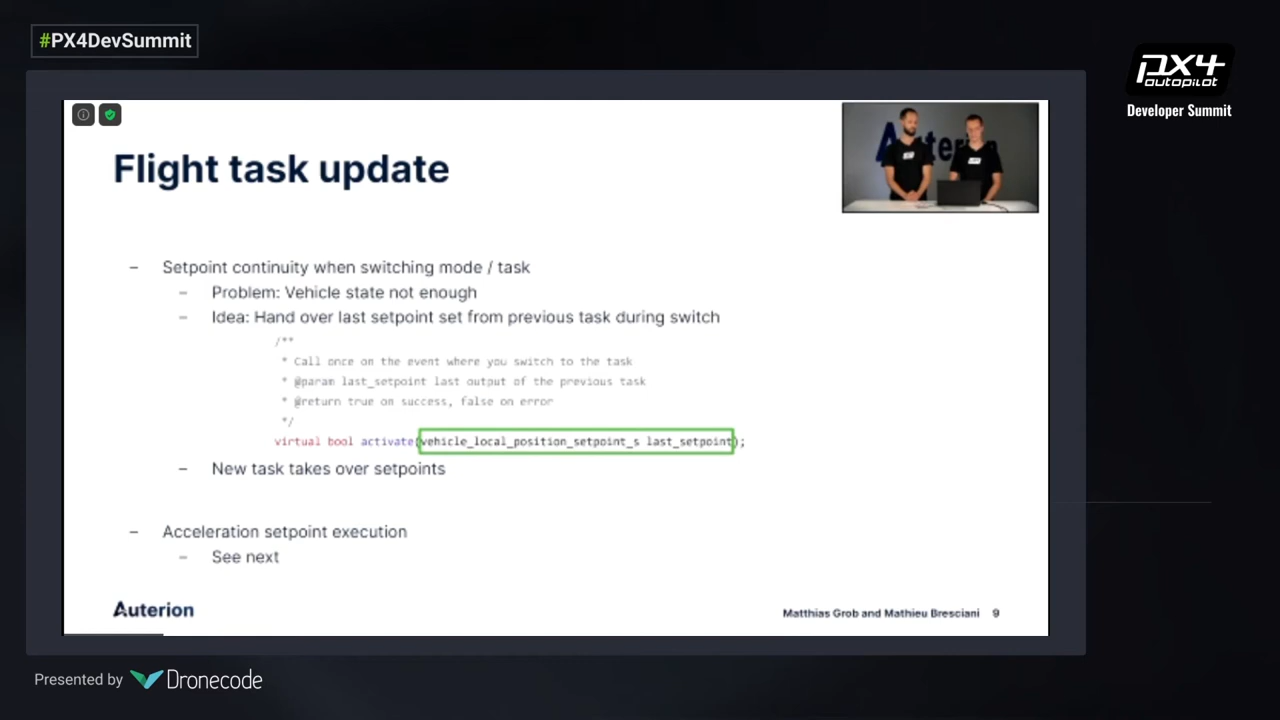 #PX4DevSummit
px4
autopilot
Developer Summit
Auterion
Flight task update
– Setpoint continuity when switching mode / task
– Problem: Vehicle state not enough
– Idea: Hand over last setpoint set from previous task during switch
/**
* Call once on the event where you switch to the task
* @param last_setpoint last output of the previous task
* @return true on success, false on error
*/
virtual bool activate(vehicle_local_position_setpoint_s last_setpoint);
– New task takes over setpoints
– Acceleration setpoint execution
– See next
Auterion
Matthias Grob and Mathieu Bresciani 9
Presented by Dronecode